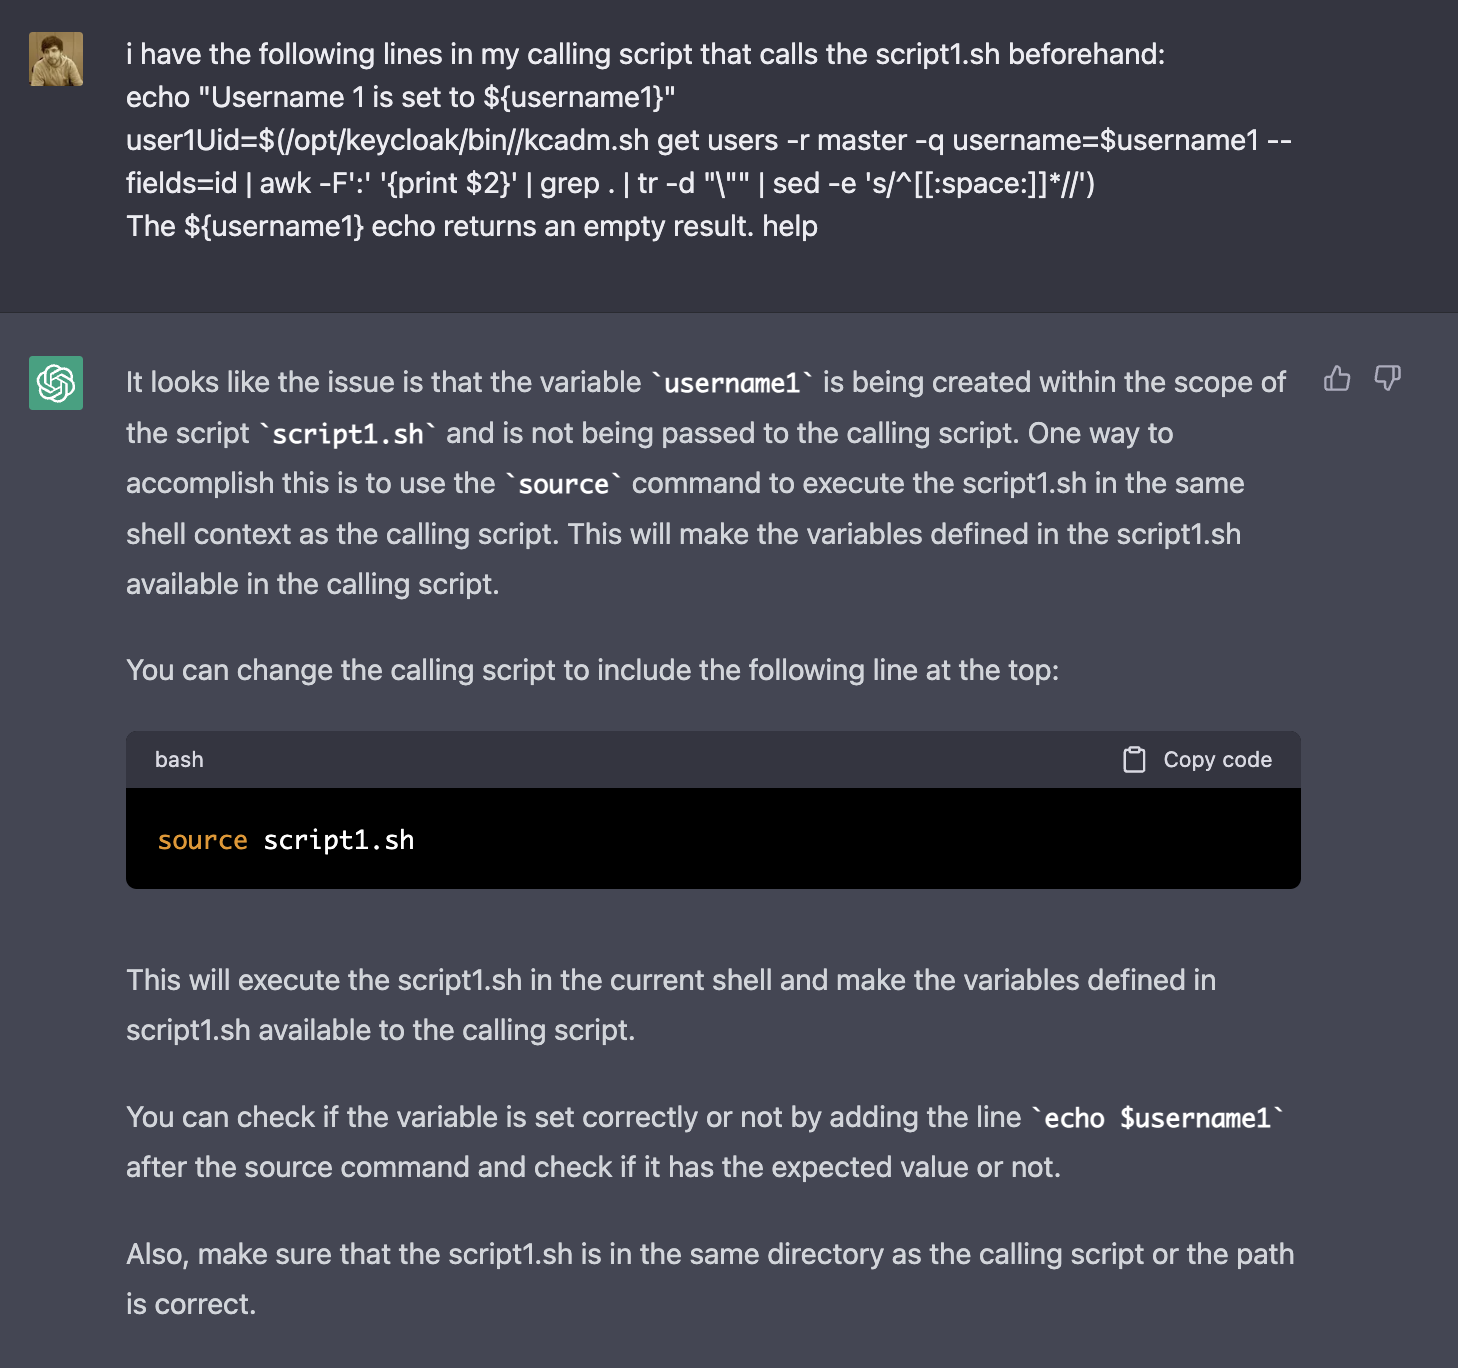 i have the following lines in my calling script that calls the script1.sh beforehand:
echo "Username 1 is set to ${username1}"
user1Uid=$(/opt/keycloak/bin//kcadm.sh get users -r master -q username=$username1 --
fields=id | awk -F':' '{print $2}' | grep . | tr -d "\"" | sed -e 's/^[[:space:]]*//')
The ${username1} echo returns an empty result. help
It looks like the issue is that the variable `username1` is being created within the scope of
the script `script1.sh` and is not being passed to the calling script. One way to
accomplish this is to use the `source` command to execute the script1.sh in the same
shell context as the calling script. This will make the variables defined in the script1.sh
available in the calling script.
You can change the calling script to include the following line at the top:
bash Copy code
source script1.sh
This will execute the script1.sh in the current shell and make the variables defined in
script1.sh available to the calling script.
You can check if the variable is set correctly or not by adding the line `echo $username1`
after the source command and check if it has the expected value or not.
Also, make sure that the script1.sh is in the same directory as the calling script or the path
is correct.